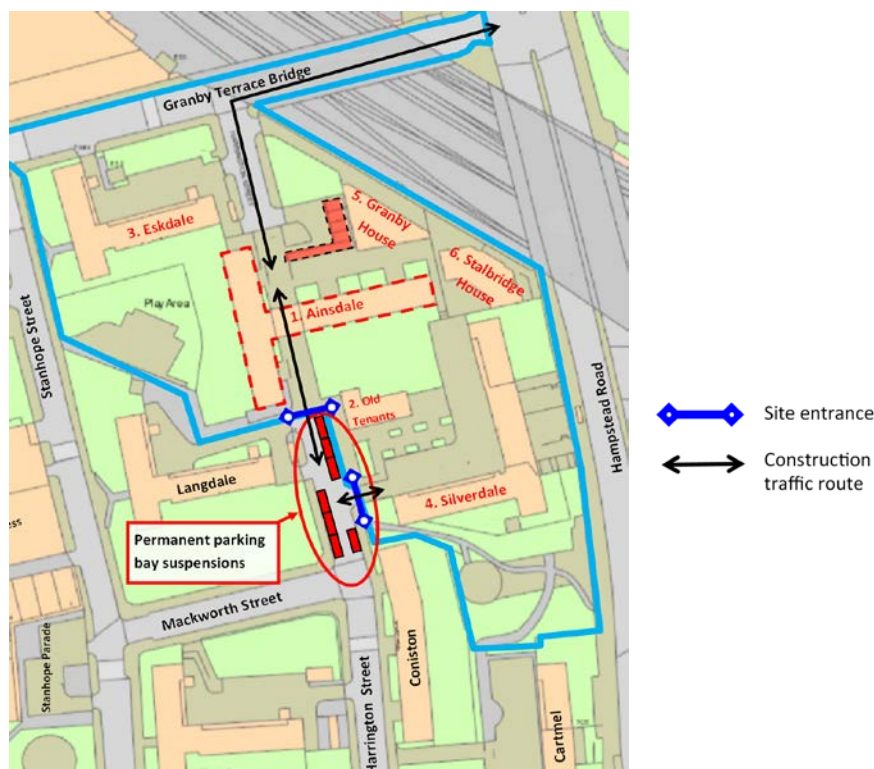 Granby Terrace Bridge
3. Eskdale
5. Granby
House
6. Stalbridge
House
Play Area
1. Ainsdale
Stanhope Street
Hampstead Road
2. Old
Tenants
Site entrance
Construction
traffic route
Langdale
4. Silverdale
Permanent parking
bay suspensions
Mackworth Street
Stanhope Parade
Harrington Street
Coniston
Cartmel